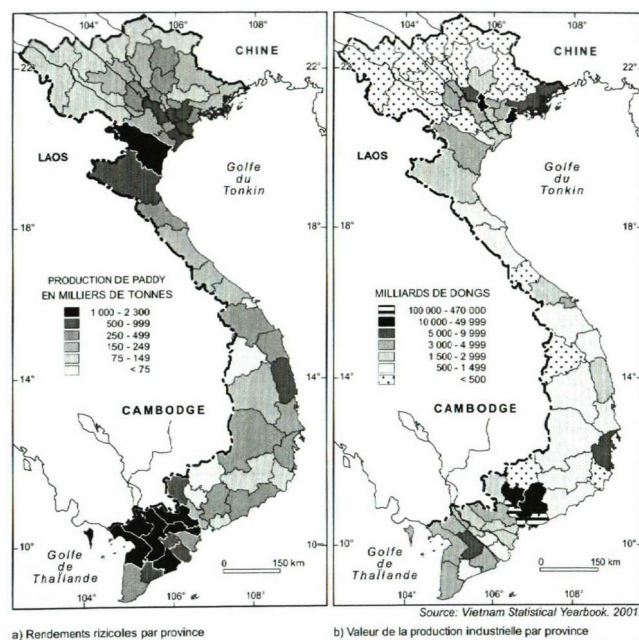 104°
106°
108°
CHINE
22°
LAOS
Golfe
du
Tonkin
18°
PRODUCTION DE PADDY
EN MILLIERS DE TONNES
1 000 - 2 300
500 - 999
250 - 499
150 - 249
75 - 149
< 75
14°
CAMBODGE
10°
Golfe
de
Thaïlande
0 150 km
104°
106°
108°
a) Rendements rizicoles par province
104°
106°
108°
CHINE
22°
LAOS
Golfe
du
Tonkin
18°
MILLIARDS DE DONGS
100 000 - 470 000
10 000 - 49 999
5 000 - 9 999
3 000 - 4 999
1 500 - 2 999
500 - 1 499
< 500
14°
CAMBODGE
10°
Golfe
de
Thaïlande
0 150 km
104°
106°
108°
Source: Vietnam Statistical Yearbook. 2001
b) Valeur de la production industrielle par province